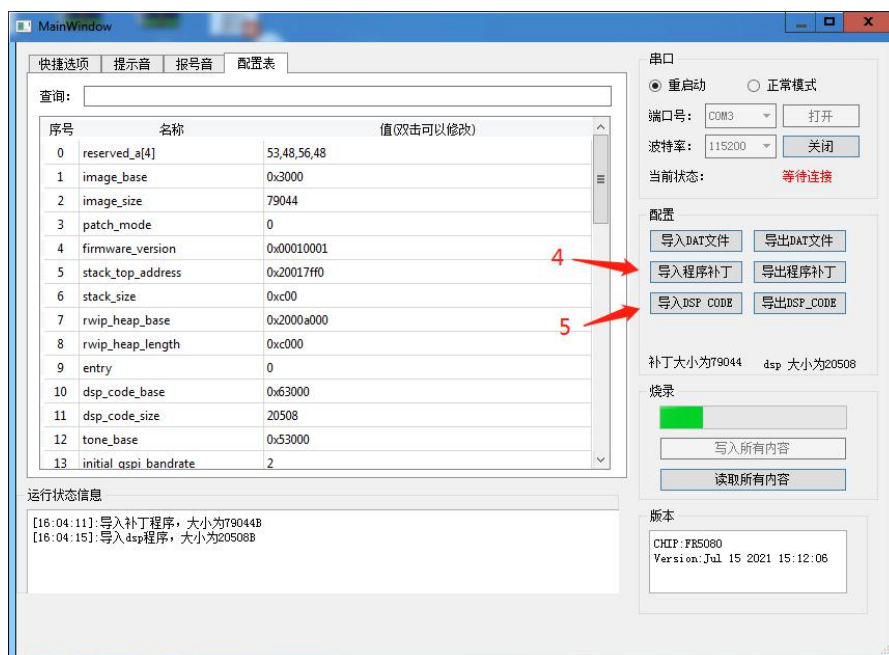 MainWindow
快捷选项 提示音 报号音 配置表
查询:
序号 名称 值(双击可以修改)
0 reserved_a[4] 53,48,56,48
1 image_base 0x3000
2 image_size 79044
3 patch_mode 0
4 firmware_version 0x00010001
5 stack_top_address 0x20017ff0
6 stack_size 0xc00
7 rwip_heap_base 0x2000a000
8 rwip_heap_length 0xc000
9 entry 0
10 dsp_code_base 0x63000
11 dsp_code_size 20508
12 tone_base 0x53000
13 initial_qspi_bandrate 2
运行状态信息
[16:04:11]:导入补丁程序，大小为79044B
[16:04:15]:导入dsp程序，大小为20508B
串口
重启动 正常模式
端口号: COM3 打开
波特率: 115200 关闭
当前状态: 等待连接
配置
导入DAT文件 导出DAT文件
4 导入程序补丁 导出程序补丁
5 导入DSP CODE 导出DSP_CODE
补丁大小为79044 dsp 大小为20508
烧录
写入所有内容
读取所有内容
版本
CHIP:FR5080
Version:Jul 15 2021 15:12:06